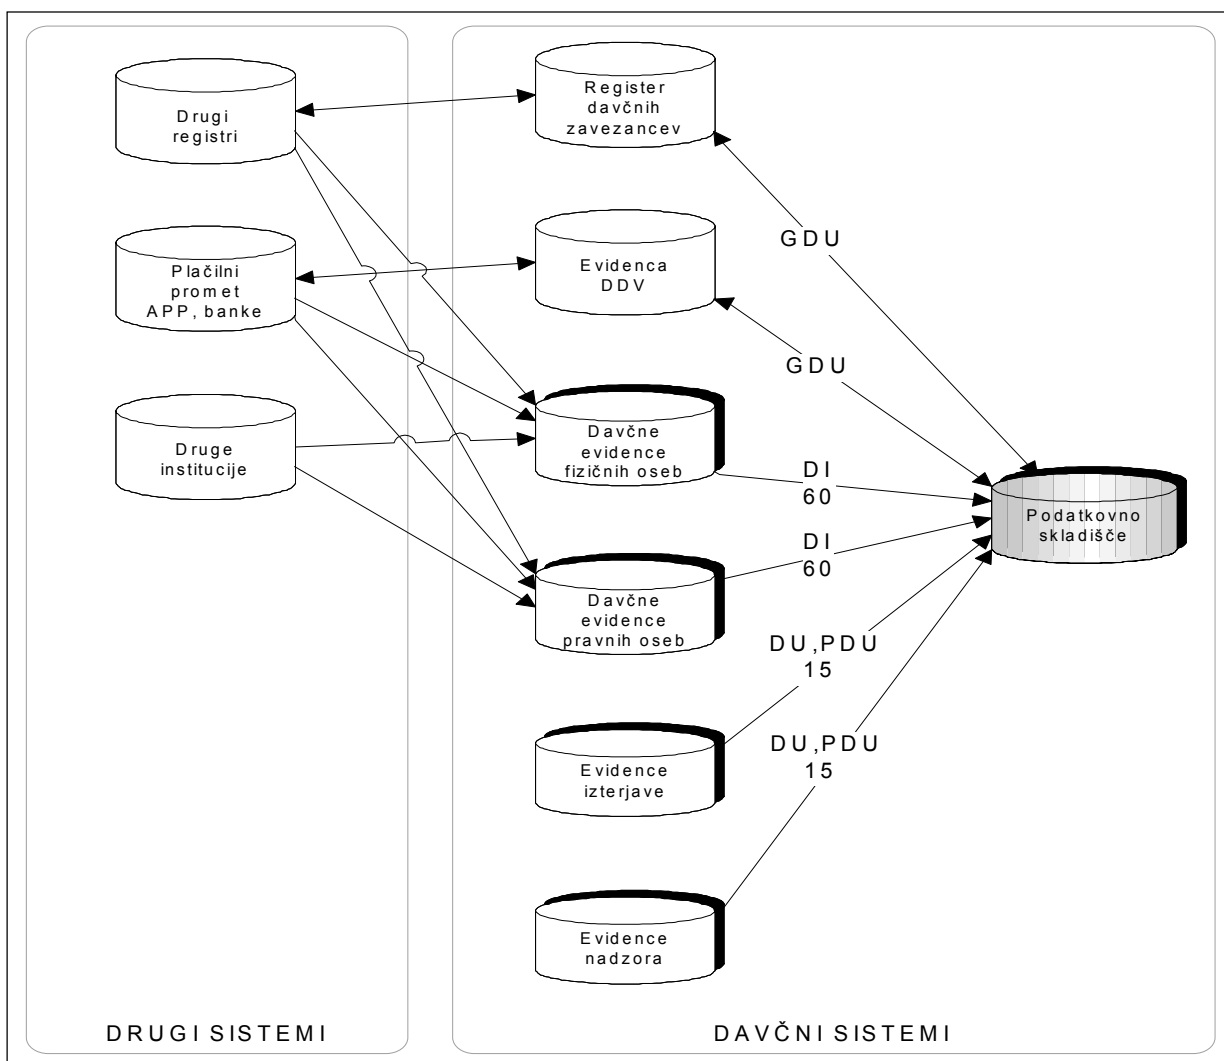 Drugi
registri
Plačilni
promet
APP, banke
Druge
institucije
DRUGI SISTEMI
Register
davčnih
zavezancev
Evidenca
DDV
Davčne
evidence
fizičnih oseb
Davčne
evidence
pravnih oseb
Evidence
izterjave
Evidence
nadzora
GDU
GDU
DI
60
DI
60
DU,PDU
15
DU,PDU
15
Podatkovno
skladišče
DAVČNI SISTEMI